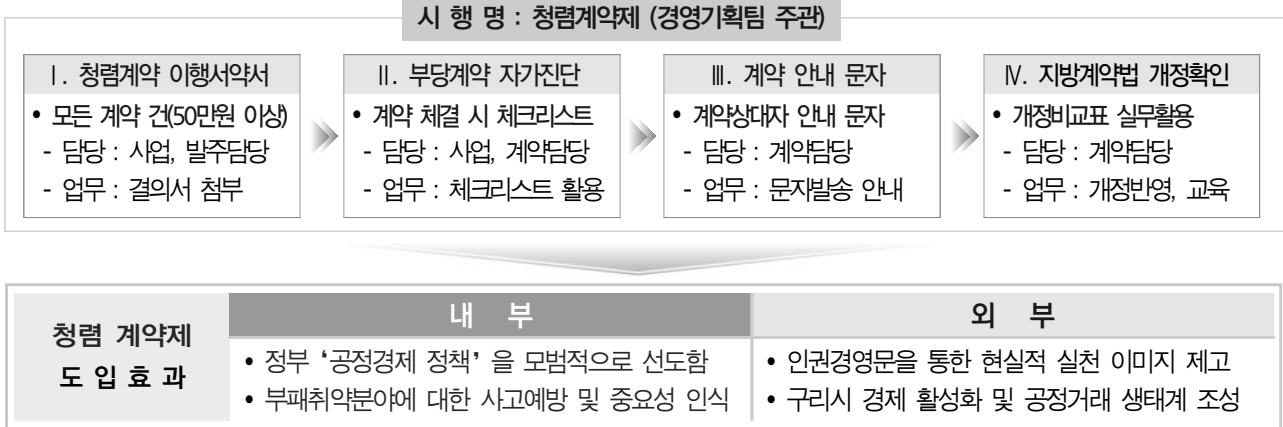 시 행 명 : 청렴계약제 (경영기획팀 주관)
Ⅰ. 청렴계약 이행서약서
• 모든 계약 건(50만원 이상)
- 담당 : 사업, 발주담당
- 업무 : 결의서 첨부
Ⅱ. 부당계약 자가진단
• 계약 체결 시 체크리스트
- 담당 : 사업, 계약담당
- 업무 : 체크리스트 활용
Ⅲ. 계약 안내 문자
• 계약상대자 안내 문자
- 담당 : 계약담당
- 업무 : 문자발송 안내
Ⅳ. 지방계약법 개정확인
• 개정비교표 실무활용
- 담당 : 계약담당
- 업무 : 개정반영, 교육
청렴 계약제
도 입 효 과
내 부
• 정부 ‘공정경제 정책’ 을 모범적으로 선도함
• 부패취약분야에 대한 사고예방 및 중요성 인식
외 부
• 인권경영문을 통한 현실적 실천 이미지 제고
• 구리시 경제 활성화 및 공정거래 생태계 조성